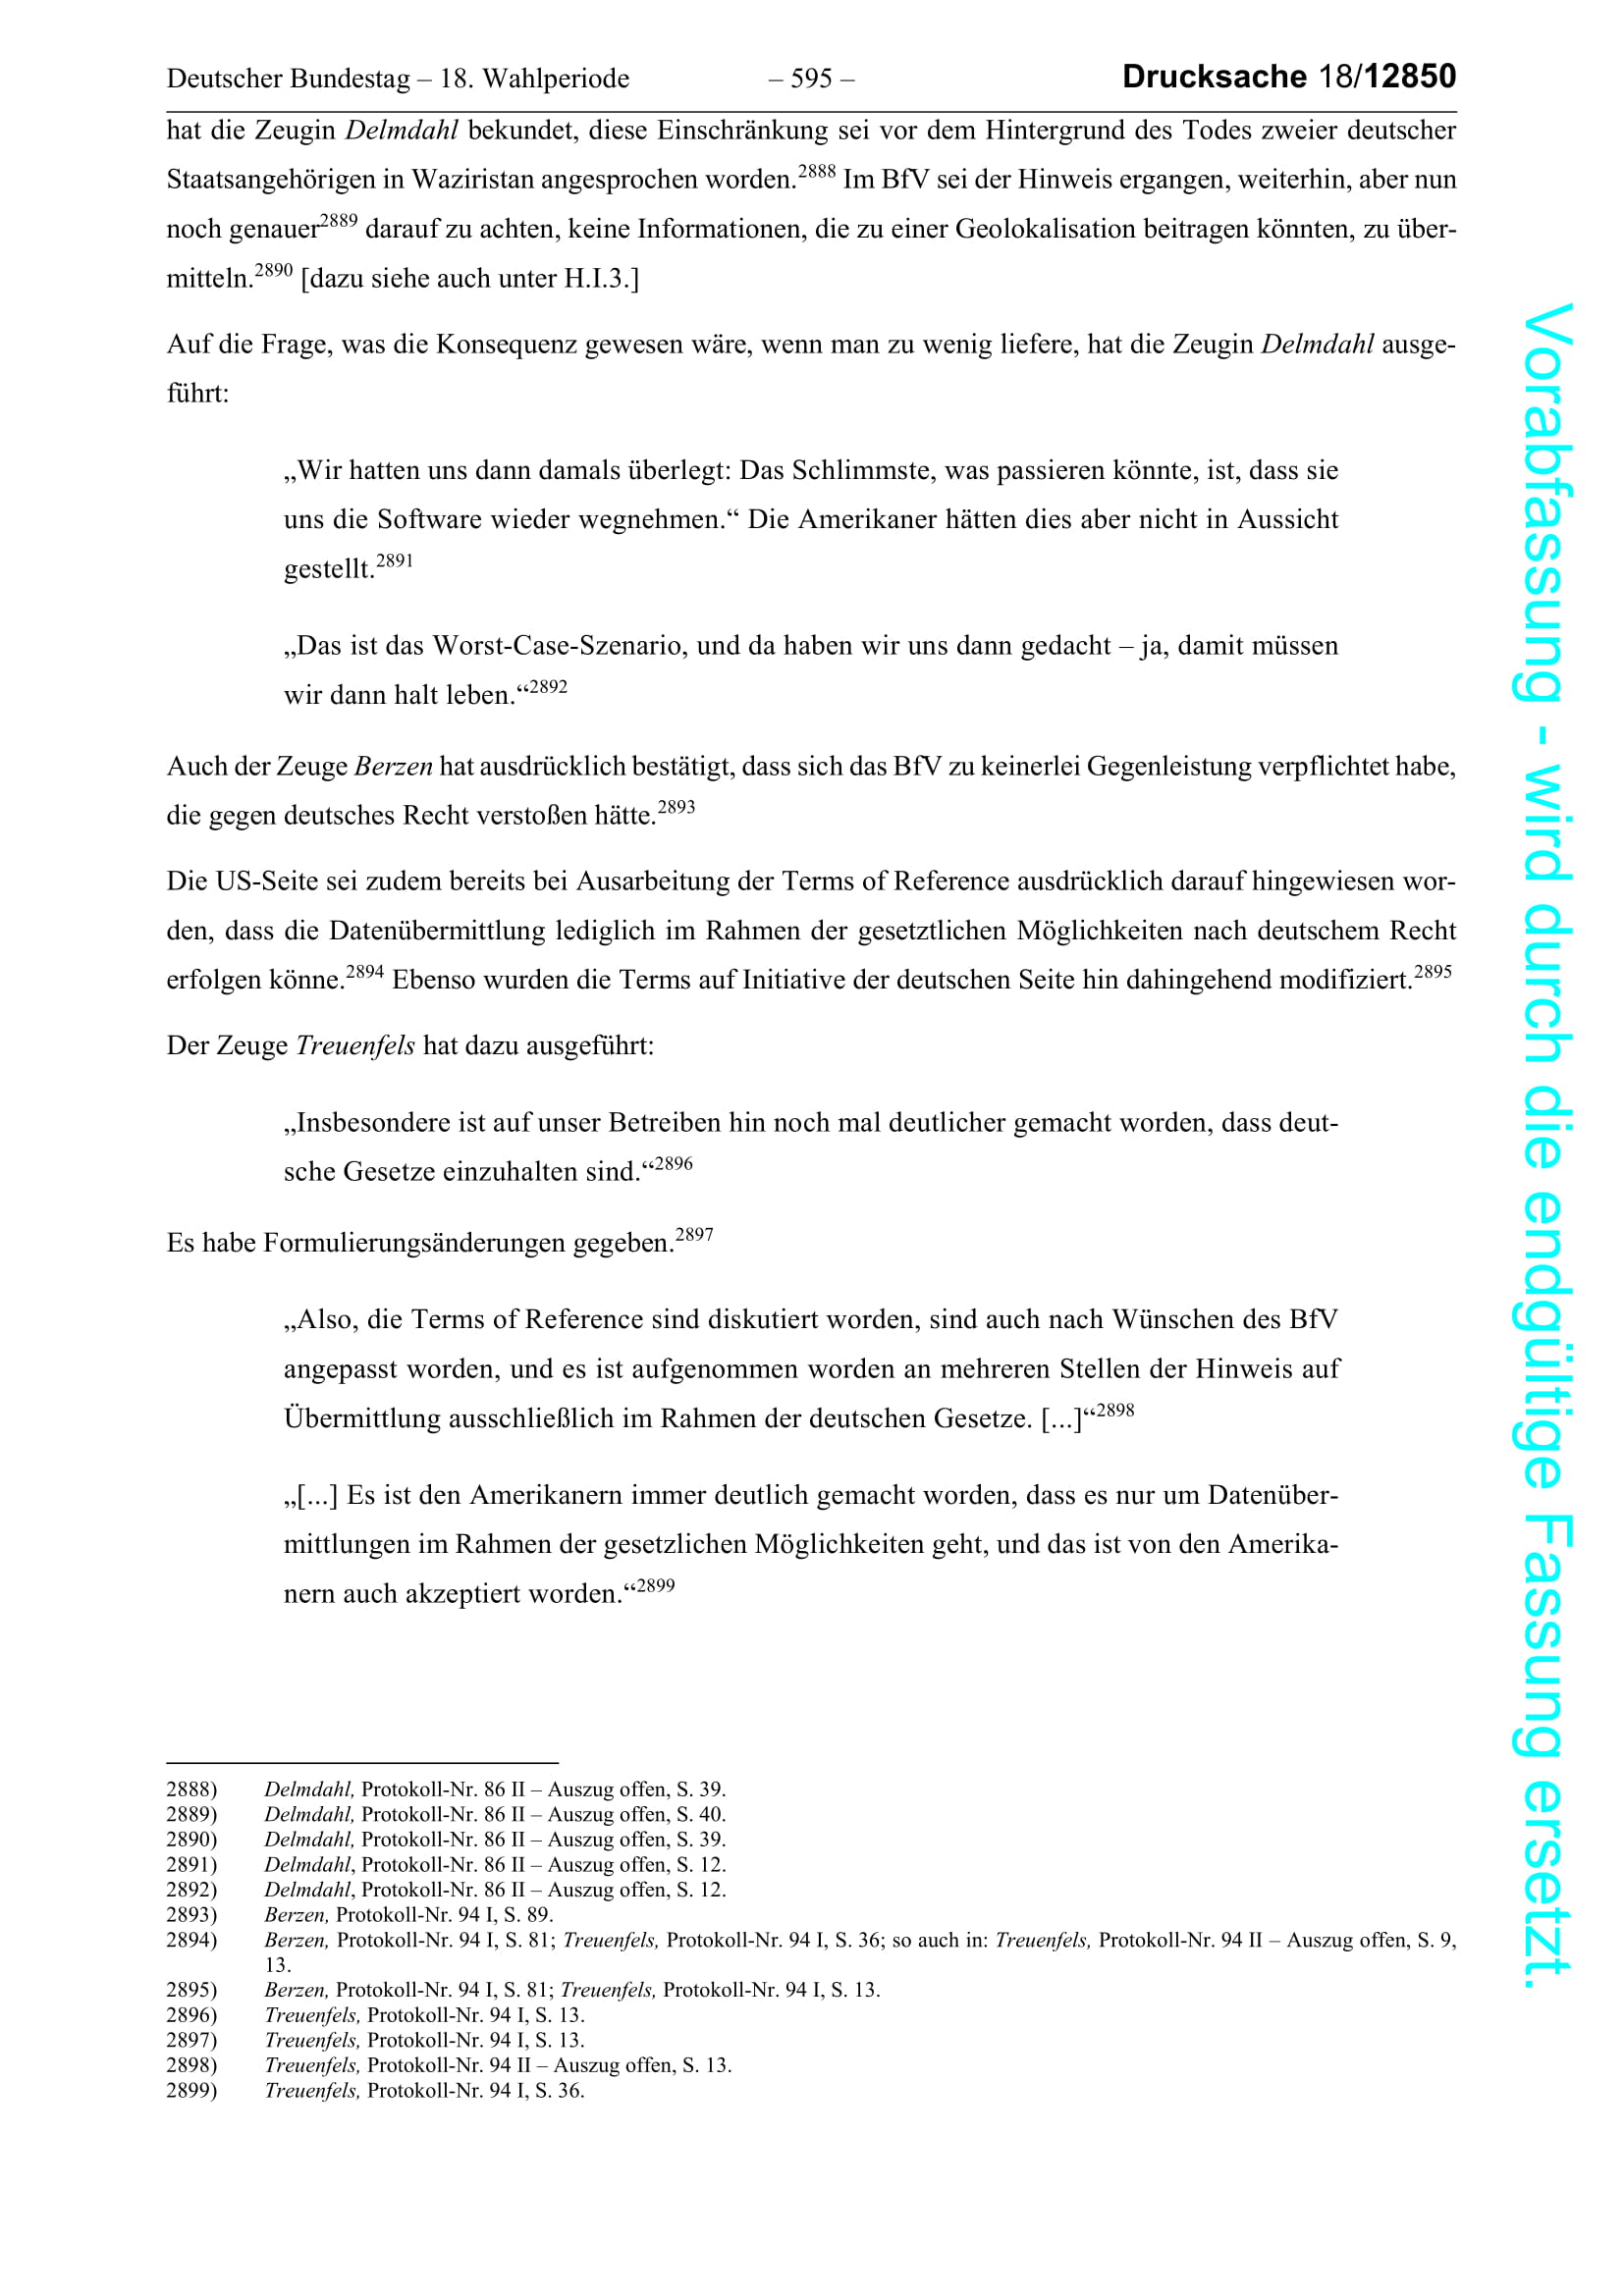 Deutscher Bundestag – 18. Wahlperiode – 595 – Drucksache 18/12850
hat die Zeugin Delmdahl bekundet, diese Einschränkung sei vor dem Hintergrund des Todes zweier deutscher
Staatsangehörigen in Waziristan angesprochen worden.2888 Im BfV sei der Hinweis ergangen, weiterhin, aber nun
noch genauer2889 darauf zu achten, keine Informationen, die zu einer Geolokalisation beitragen könnten, zu über-
mitteln.2890 [dazu siehe auch unter H.I.3.]
Auf die Frage, was die Konsequenz gewesen wäre, wenn man zu wenig liefere, hat die Zeugin Delmdahl ausge-
führt:
„Wir hatten uns dann damals überlegt: Das Schlimmste, was passieren könnte, ist, dass sie
uns die Software wieder wegnehmen.“ Die Amerikaner hätten dies aber nicht in Aussicht
gestellt.2891
„Das ist das Worst-Case-Szenario, und da haben wir uns dann gedacht – ja, damit müssen
wir dann halt leben.“2892
Auch der Zeuge Berzen hat ausdrücklich bestätigt, dass sich das BfV zu keinerlei Gegenleistung verpflichtet habe,
die gegen deutsches Recht verstoßen hätte.2893
Die US-Seite sei zudem bereits bei Ausarbeitung der Terms of Reference ausdrücklich darauf hingewiesen wor-
den, dass die Datenübermittlung lediglich im Rahmen der gesetztlichen Möglichkeiten nach deutschem Recht
erfolgen könne.2894 Ebenso wurden die Terms auf Initiative der deutschen Seite hin dahingehend modifiziert.2895
Der Zeuge Treuenfels hat dazu ausgeführt:
„Insbesondere ist auf unser Betreiben hin noch mal deutlicher gemacht worden, dass deut-
sche Gesetze einzuhalten sind.“2896
Es habe Formulierungsänderungen gegeben.2897
„Also, die Terms of Reference sind diskutiert worden, sind auch nach Wünschen des BfV
angepasst worden, und es ist aufgenommen worden an mehreren Stellen der Hinweis auf
Übermittlung ausschließlich im Rahmen der deutschen Gesetze. [...]“2898
„[...] Es ist den Amerikanern immer deutlich gemacht worden, dass es nur um Datenüber-
mittlungen im Rahmen der gesetzlichen Möglichkeiten geht, und das ist von den Amerika-
nern auch akzeptiert worden.“2899
2888) Delmdahl, Protokoll-Nr. 86 II – Auszug offen, S. 39.
2889) Delmdahl, Protokoll-Nr. 86 II – Auszug offen, S. 40.
2890) Delmdahl, Protokoll-Nr. 86 II – Auszug offen, S. 39.
2891) Delmdahl, Protokoll-Nr. 86 II – Auszug offen, S. 12.
2892) Delmdahl, Protokoll-Nr. 86 II – Auszug offen, S. 12.
2893) Berzen, Protokoll-Nr. 94 I, S. 89.
2894) Berzen, Protokoll-Nr. 94 I, S. 81; Treuenfels, Protokoll-Nr. 94 I, S. 36; so auch in: Treuenfels, Protokoll-Nr. 94 II – Auszug offen, S. 9,
13.
2895) Berzen, Protokoll-Nr. 94 I, S. 81; Treuenfels, Protokoll-Nr. 94 I, S. 13.
2896) Treuenfels, Protokoll-Nr. 94 I, S. 13.
2897) Treuenfels, Protokoll-Nr. 94 I, S. 13.
2898) Treuenfels, Protokoll-Nr. 94 II – Auszug offen, S. 13.
2899) Treuenfels, Protokoll-Nr. 94 I, S. 36.
Vorabfassung - wird durch die endgültige Fassung ersetzt.